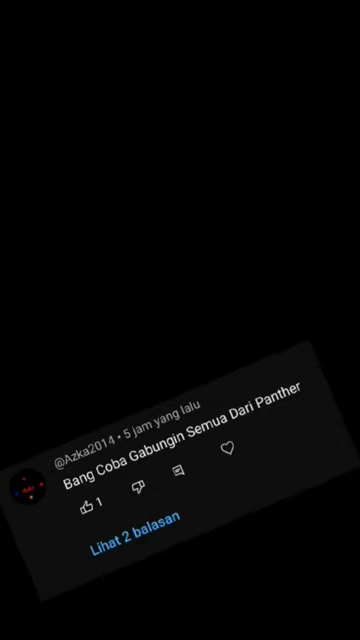 @Azka2014 • 5 jam yang lalu
Bang Coba Gabungin Semua Dari Panther
1
Lihat 2 balasan